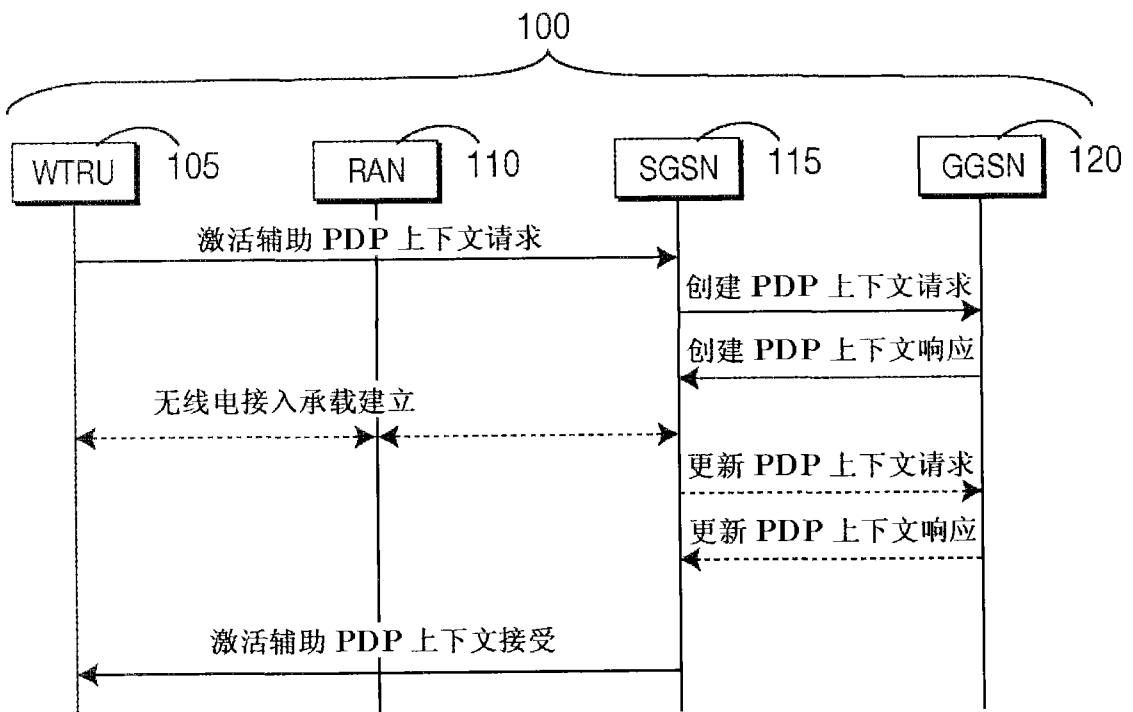 100
WTRU 105 RAN 110 SGSN 115 GGSN 120
激活辅助 PDP 上下文请求
创建 PDP 上下文请求
创建 PDP 上下文响应
无线电接入承载建立
更新 PDP 上下文请求
更新 PDP 上下文响应
激活辅助 PDP 上下文接受